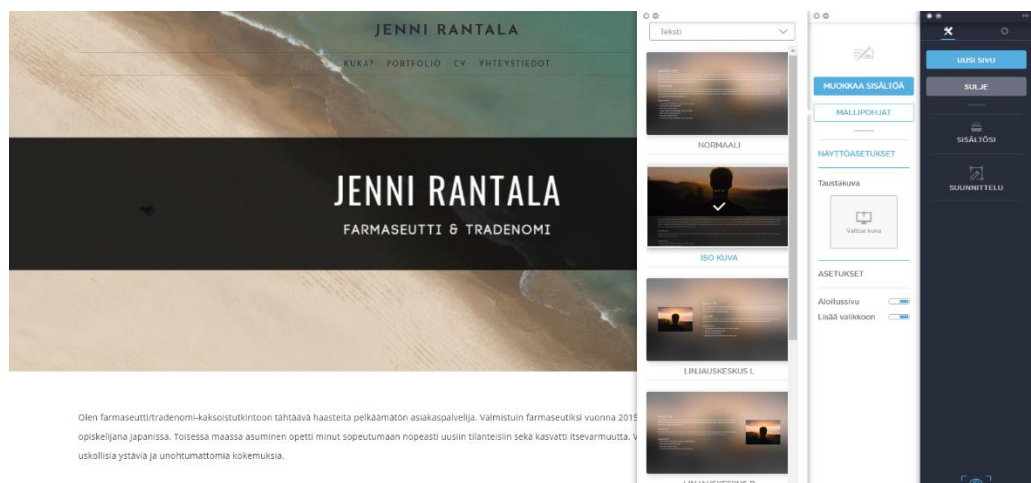 JENNI RANTALA
KUKA? PORTFOLIO CV YHTEYSTIEDOT
JENNI RANTALA
FARMASEUTTI & TRADENOMI
Olen farmaseutti/tradenomi-kaksoistutkintoon tähtäävä haasteita pelkäämätön asiakaspalvelija. Valmistuin farmaseutiksi vuonna 2015
opiskelijana Japanissa. Toisessa maassa asuminen opetti minut sopeutumaan nopeasti uusiin tilanteisiin sekä kasvatti itsevarmuutta. V
uskollisia ystäviä ja unohtumattomia kokemuksia.
Teksti
NORMAALI
ISO KUVA
LINJAUSKESKUS L
LINJAUSKESKUS R
MUOKKAA SISÄLTÖÄ
MALLIPOHJAT
NÄYTTÖASETUKSET
Taustakuva
Valitse kuva
ASETUKSET
Aloitussivu
Lisää valikkoon
UUSI SIVU
SULJE
SISÄLTÖSI
SUUNNITTELU